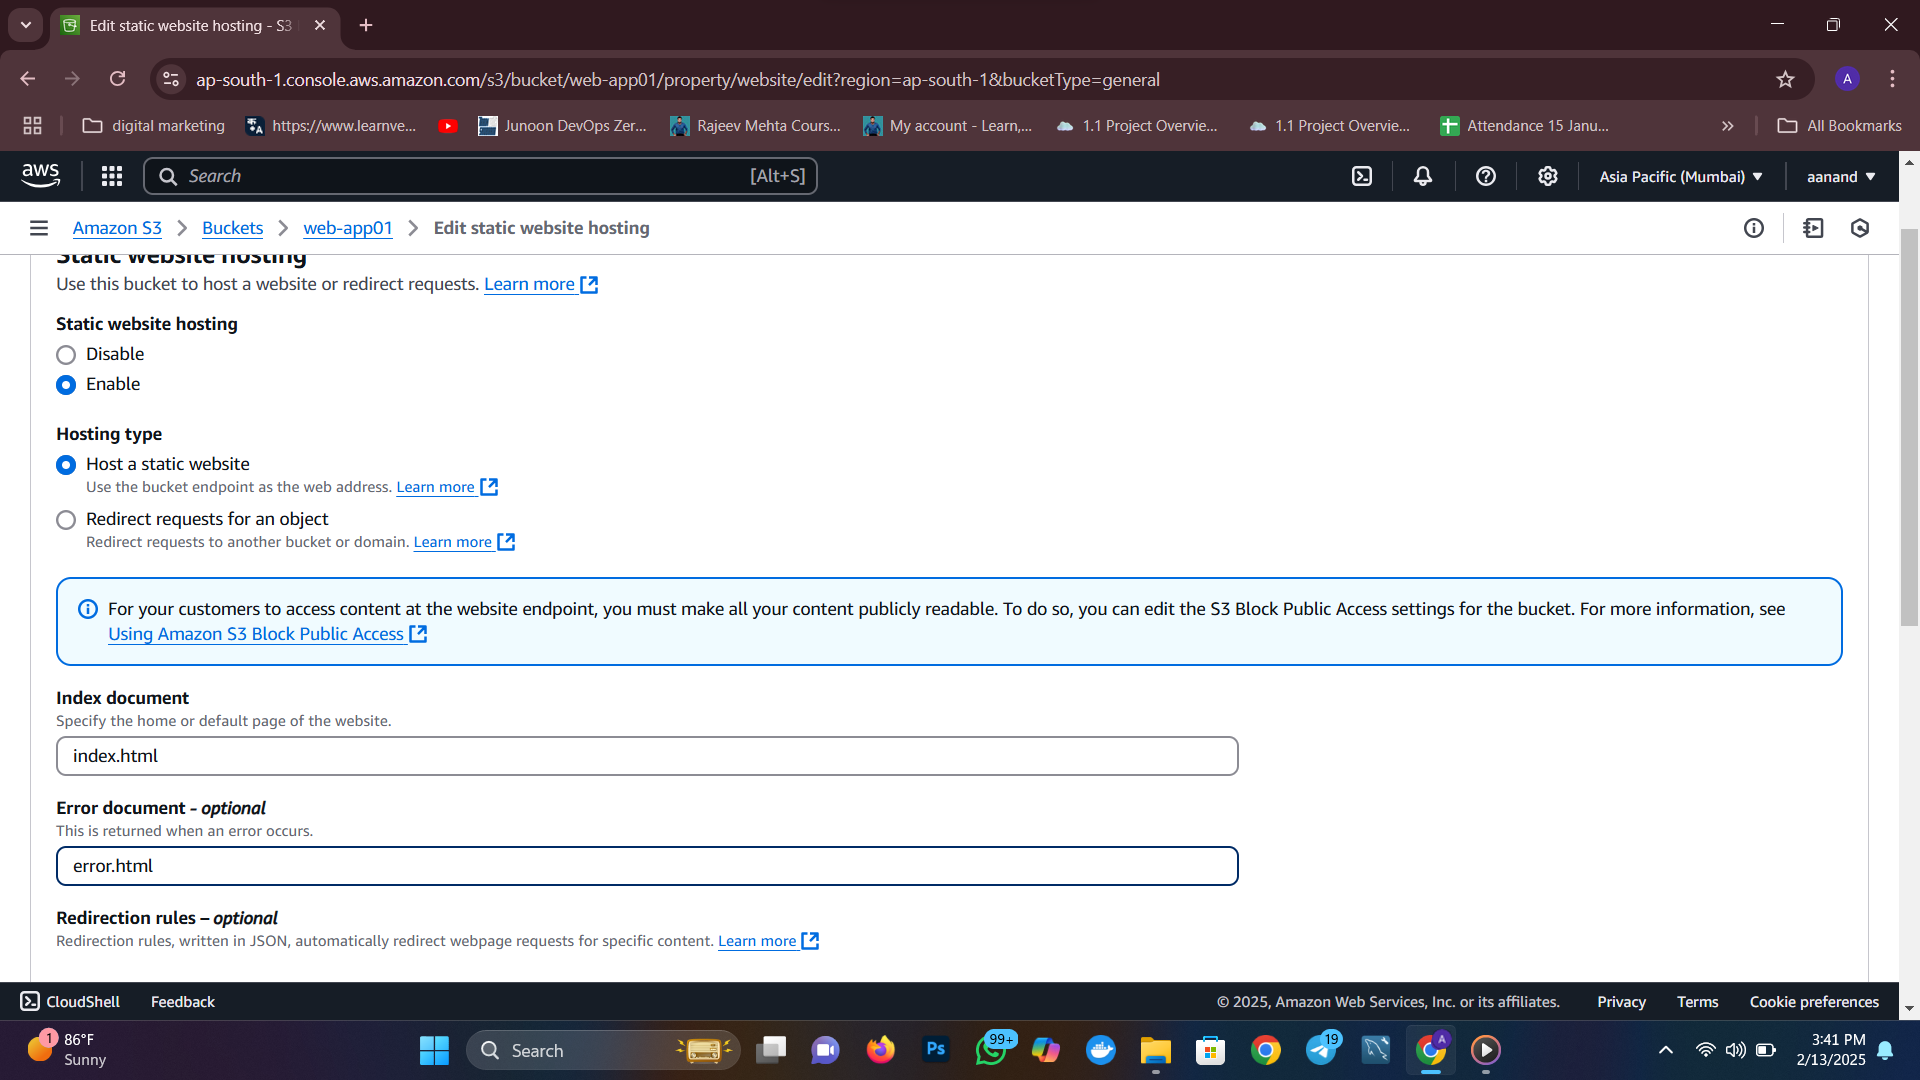 Edit static website hosting - S3
ap-south-1.console.aws.amazon.com/s3/bucket/web-app01/property/website/edit?region=ap-south-1&bucketType=general
A
digital marketing
https://www.learnve...
Junoon DevOps Zer...
Rajeev Mehta Cours...
My account - Learn,...
1.1 Project Overvie...
1.1 Project Overvie...
Attendance 15 Janu...
All Bookmarks
aws
Search
[Alt+S]
Asia Pacific (Mumbai)
aanand
Amazon S3
Buckets
web-app01
Edit static website hosting
Static website hosting
Use this bucket to host a website or redirect requests. Learn more
Static website hosting
Disable
Enable
Hosting type
Host a static website
Use the bucket endpoint as the web address. Learn more
Redirect requests for an object
Redirect requests to another bucket or domain. Learn more
For your customers to access content at the website endpoint, you must make all your content publicly readable. To do so, you can edit the S3 Block Public Access settings for the bucket. For more information, see
Using Amazon S3 Block Public Access
Index document
Specify the home or default page of the website.
index.html
Error document - optional
This is returned when an error occurs.
error.html
Redirection rules – optional
Redirection rules, written in JSON, automatically redirect webpage requests for specific content. Learn more
CloudShell
Feedback
© 2025, Amazon Web Services, Inc. or its affiliates.
Privacy
Terms
Cookie preferences
1
86°F
Sunny
Search
Ps
99+
19
A
3:41 PM
2/13/2025